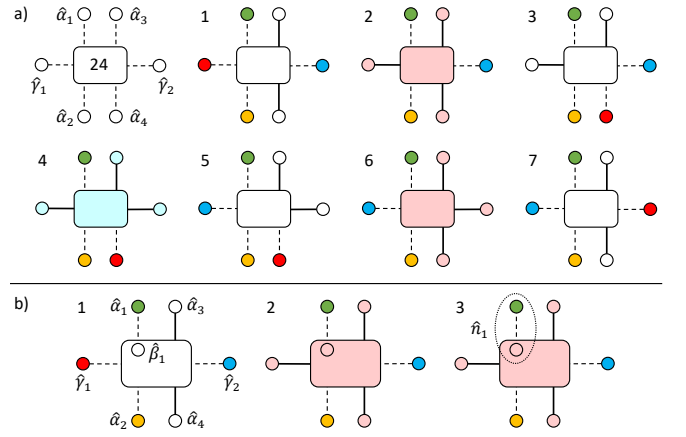 a)
α̂₁ α̂₃ 1 2 3
24
γ̂₁ γ̂₂
α̂₂ α̂₄
4 5 6 7
b)
1 α̂₁ α̂₃ 2 3
n̂₁
β̂₁
γ̂₁ γ̂₂
α̂₂ α̂₄